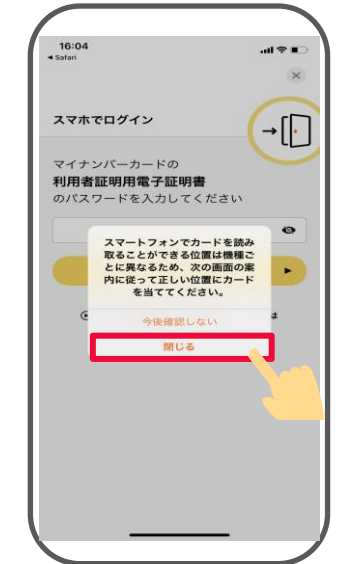 16:04
◀ Safari
スマホでログイン
マイナンバーカードの
利用者証明用電子証明書
のパスワードを入力してください
スマートフォンでカードを読み
取ることができる位置は機種ご
とに異なるため、次の画面の案
内に従って正しい位置にカード
を当ててください。
は
今後確認しない
閉じる